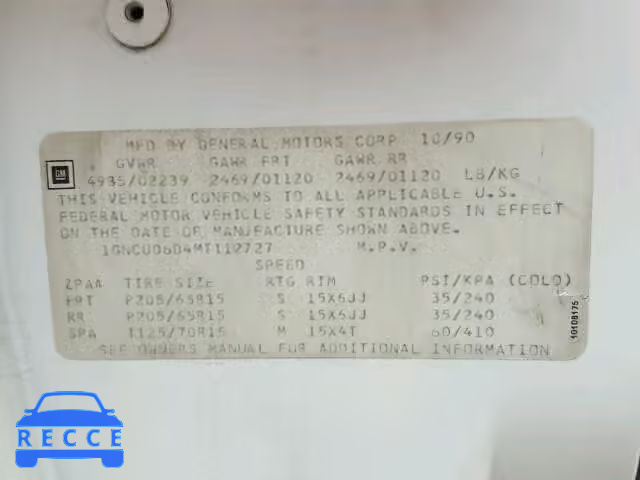 MFD BY GENERAL MOTORS CORP 10/90
GM
GVWR GAWR FRT GAWR RR
4935/02239 2469/01120 2469/01120 LB/KG
THIS VEHICLE CONFORMS TO ALL APPLICABLE U.S.
FEDERAL MOTOR VEHICLE SAFETY STANDARDS IN EFFECT
ON THE DATE OF MANUFACTURE SHOWN ABOVE.
1GNCU06D4MT112727 M.P.V.
SPEED
ZPAA TIRE SIZE RTG RIM PSI/KPA (COLD)
FRT P205/65R15 S 15X6JJ 35/240
RR P205/65R15 S 15X6JJ 35/240
SPA T125/70R15 M 15X4T 60/410
SEE OWNERS MANUAL FOR ADDITIONAL INFORMATION
10108175
RECCE